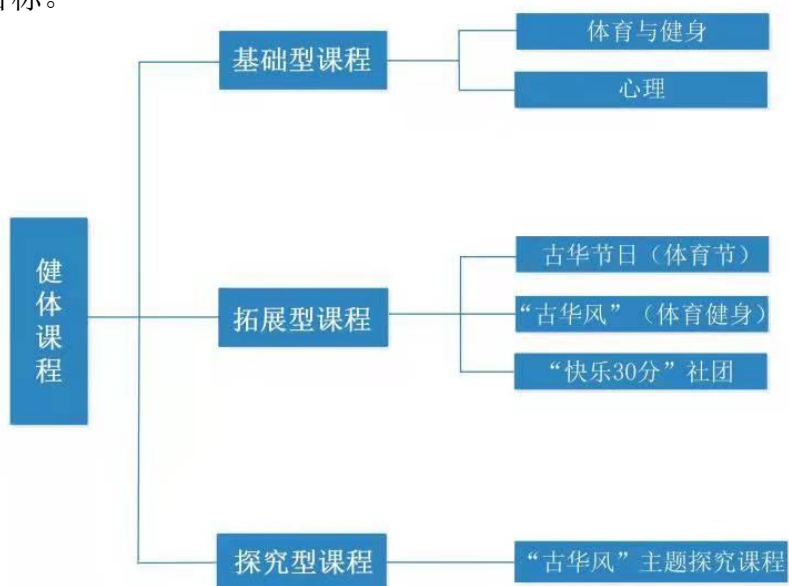 目标。
基础型课程
体育与健身
心理
健体课程
拓展型课程
古华节日（体育节）
“古华风”（体育健身）
“快乐30分”社团
探究型课程
“古华风”主题探究课程